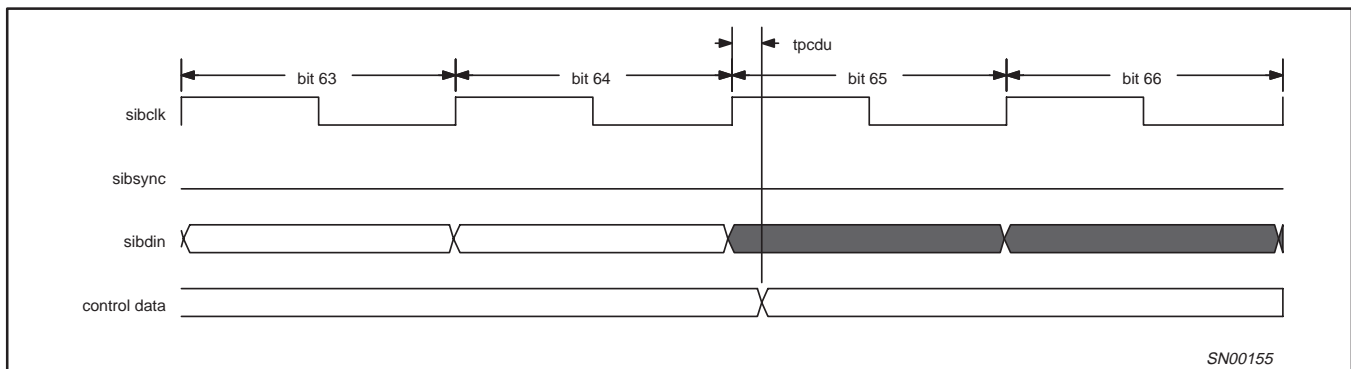 tpcdu
bit 63 bit 64 bit 65 bit 66
sibclk
sibsync
sibdin
control data
SN00155